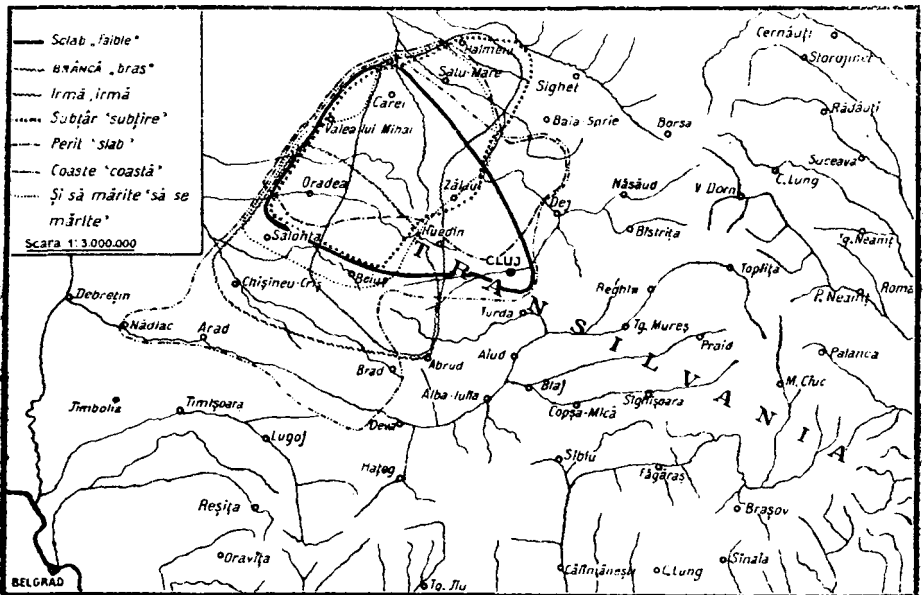 Sclab „faible"
BRÂNCĂ „bras"
Irmă „irmă
Subțâr "subțire"
Perit "slab"
Coaste "coastă"
Și să mărite "să se
mărite"
Scara 1:3.000.000
Halmeiu
Satu-Mare
Sighet
Cernăuți
Storojineț
Carei
Baia Sprie
Borsa
Rădăuți
Valea lui Mihai
Suceava
C. Lung
Oradea
Zălău
Dej
Năsăud
V. Dorn
Bistrița
Tg. Neamț
Salonta
Huedin
CLUJ
Toplița
Roma
P. Neamț
Chișineu-Criș
Beiuș
Reghin
Debrețin
Turda
Tg. Mureș
Praid
Palanca
Nădlac
Arad
Aiud
Brad
Abrud
Blaj
M. Ciuc
Alba-Iulia
Copșa-Mică
Sighișoara
Jimbolia
Timișoara
Deva
Lugoj
Sibiu
Făgăraș
Hațeg
Reșița
Brașov
Oravița
Călimănești
C. Lung
Sinaia
BELGRAD
Tg. Jiu
TRANSILVANIA